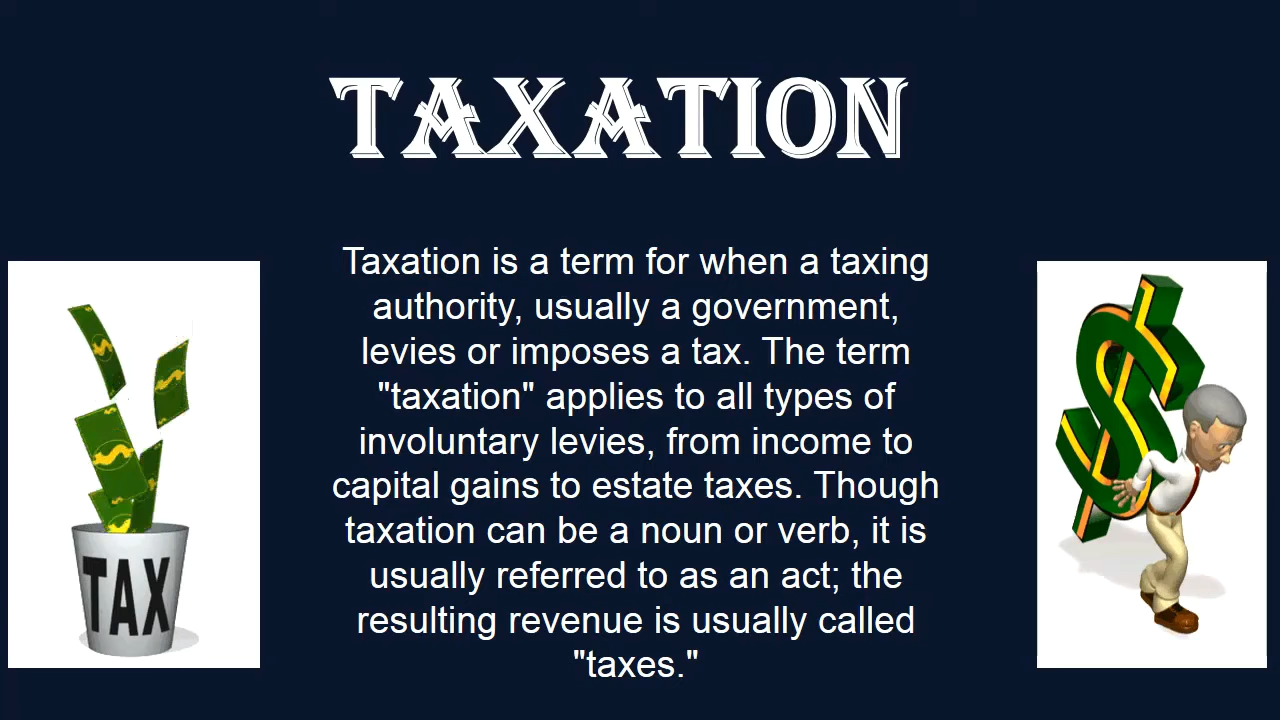 TAXATION
Taxation is a term for when a taxing
authority, usually a government,
levies or imposes a tax. The term
"taxation" applies to all types of
involuntary levies, from income to
capital gains to estate taxes. Though
taxation can be a noun or verb, it is
usually referred to as an act; the
resulting revenue is usually called
"taxes."
TAX